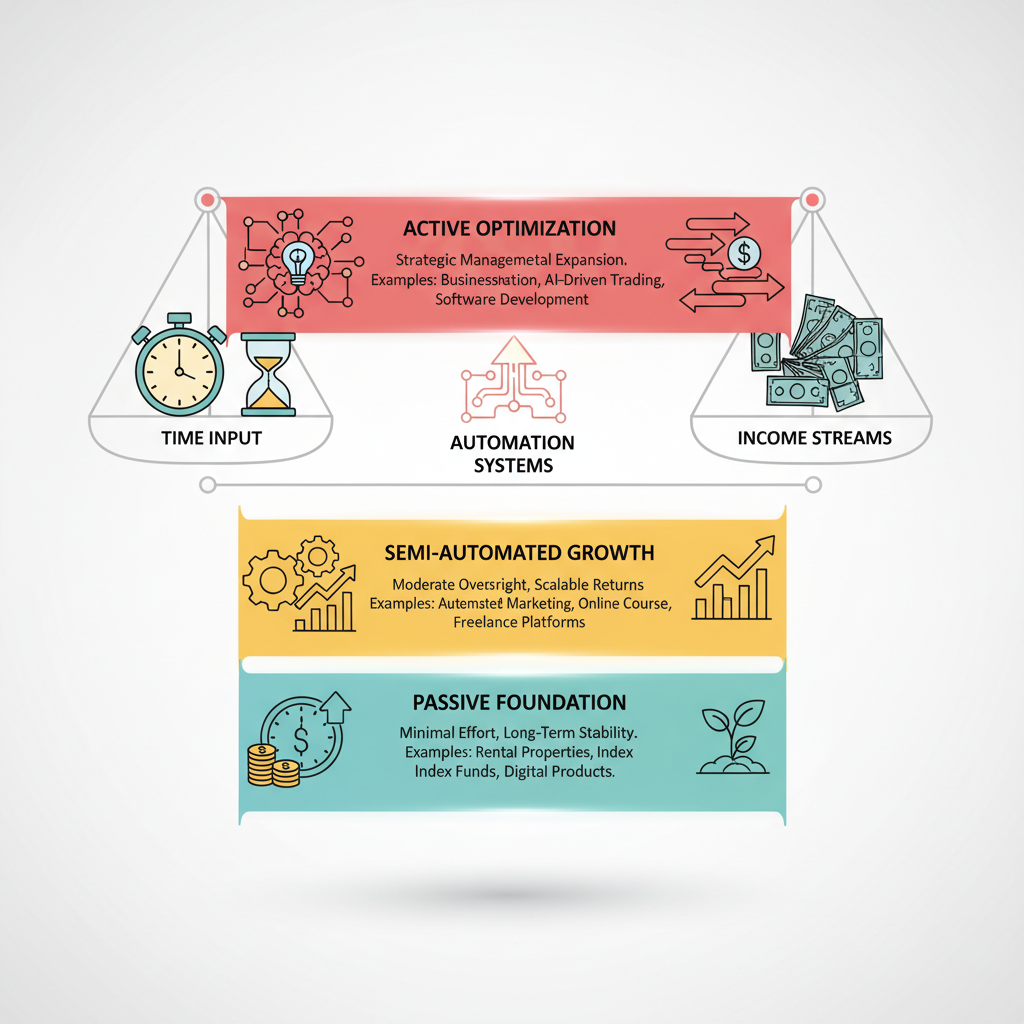 ACTIVE OPTIMIZATION
Strategic Managemetal Expansion.
Examples: Businesshation, AI-Driven Trading,
Software Development
TIME INPUT
AUTOMATION
SYSTEMS
INCOME STREAMS
SEMI-AUTOMATED GROWTH
Moderate Oversright, Scalable Returns
Examples: Automated Marketing, Online Course,
Freelance Platforms
PASSIVE FOUNDATION
Minimal Effort, Long-Term Stability.
Examples: Rental Properties, Index
Index Funds, Digital Products.